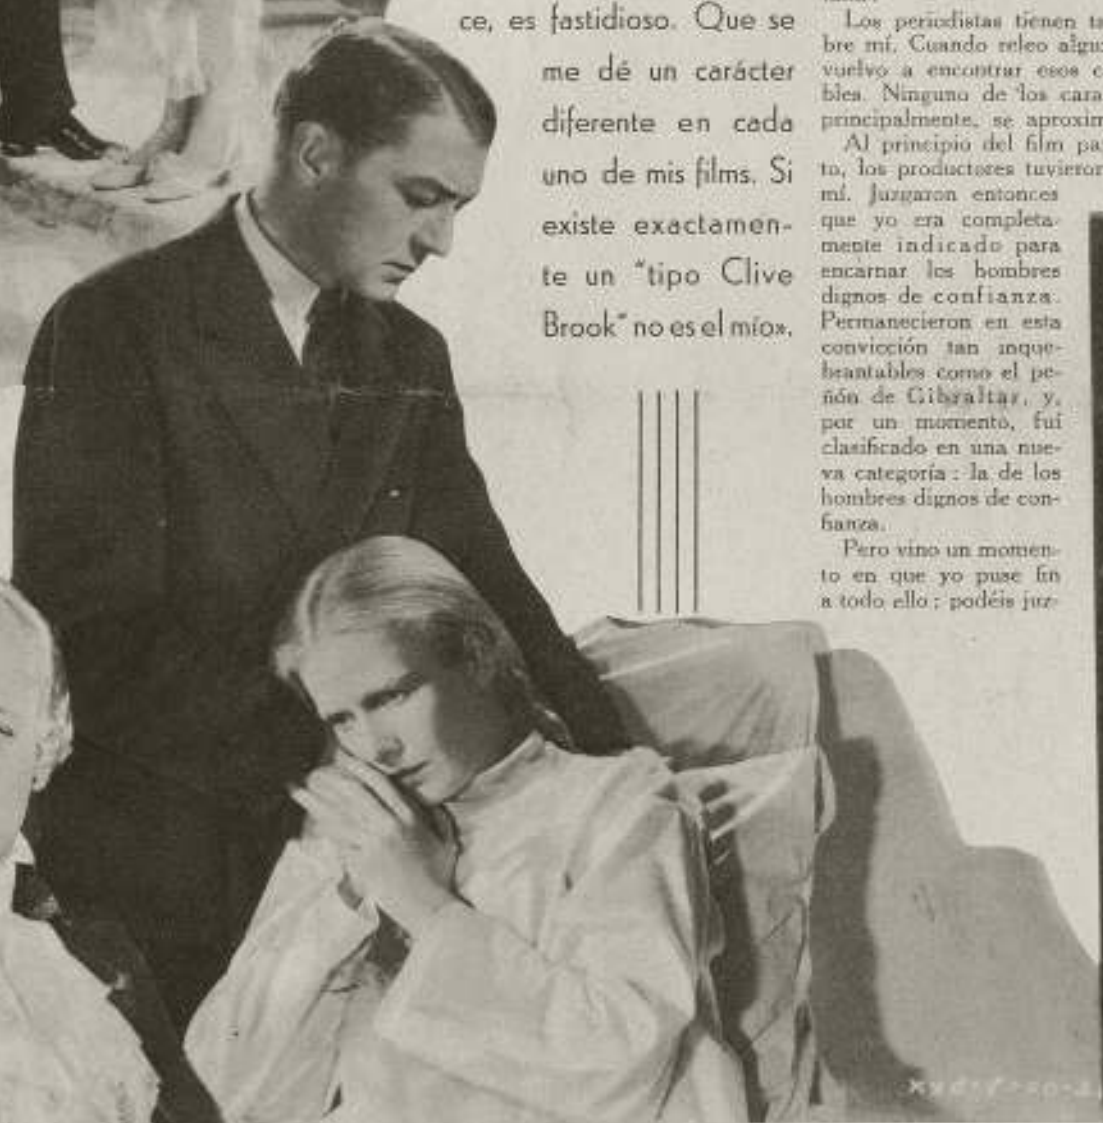 ce, es fastidioso. Que se
me dé un carácter
diferente en cada
uno de mis films. Si
existe exactamen-
te un "tipo Clive
Brook" no es el mío».
Los periodistas tienen
bre mí. Cuando releo
vuelvo a encontrar esos
bles. Ninguno de los
principalmente, se
Al principio del film
to, los productores tuvieron
mí. Juzgaron entonces
que yo era completa-
mente indicado para
encarnar los hombres
dignos de confianza.
Permanecieron en esta
convicción tan inque-
brantables como el pe-
ñón de Gibraltar, y,
por un momento, fuí
clasificado en una nue-
va categoría: la de los
hombres dignos de con-
fianza.
Pero vino un momen-
to en que yo puse fin
a todo ello; podéis juz-